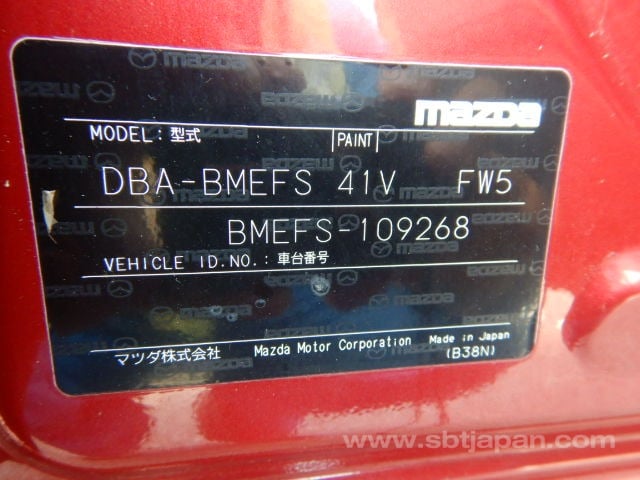 mazda
MODEL: 型式 PAINT
DBA-BMEFS 41V FW5
BMEFS-109268
VEHICLE ID.NO.: 車台番号
マツダ株式会社 Mazda Motor Corporation Made in Japan
(B38N)
www.sbtjapan.com